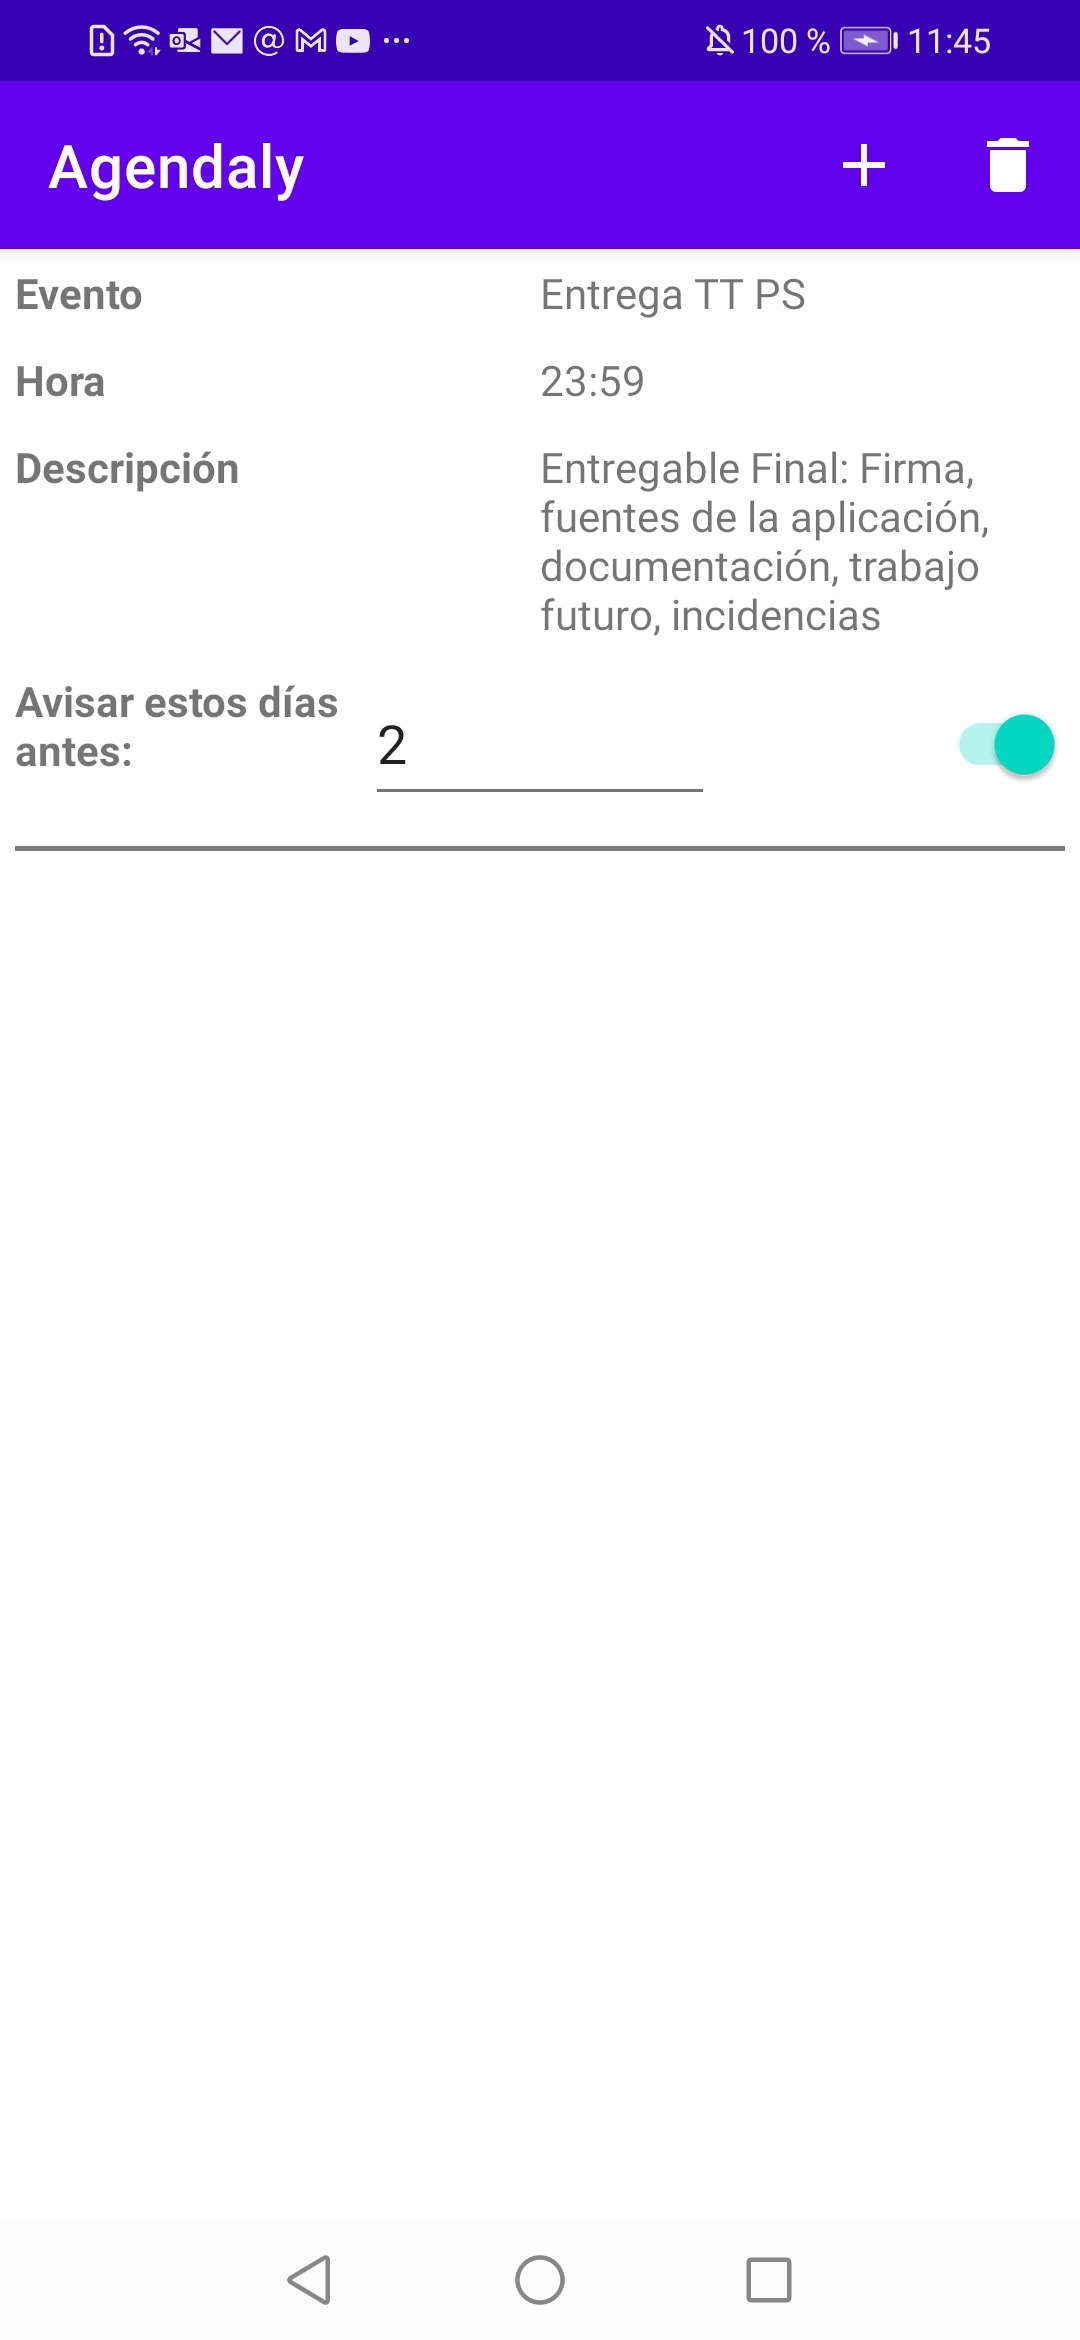 100 % 11:45
Agendaly
Evento Entrega TT PS
Hora 23:59
Descripción Entregable Final: Firma,
fuentes de la aplicación,
documentación, trabajo
futuro, incidencias
Avisar estos días
antes: 2